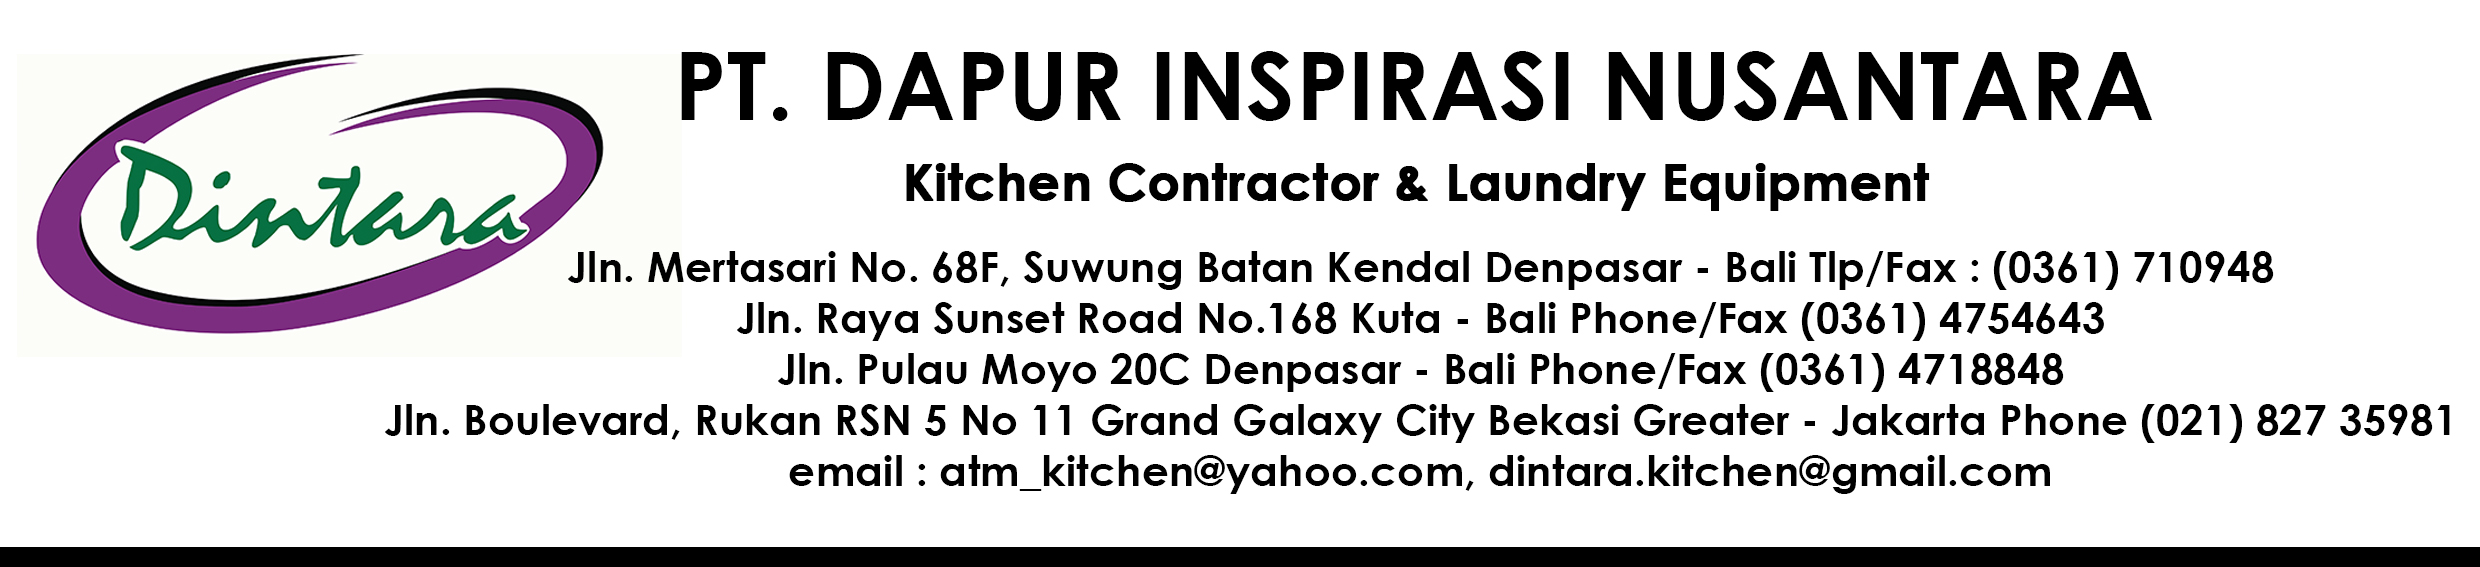 Dintara
PT. DAPUR INSPIRASI NUSANTARA
Kitchen Contractor & Laundry Equipment
Jln. Mertasari No. 68F, Suwung Batan Kendal Denpasar - Bali Tlp/Fax : (0361) 710948
Jln. Raya Sunset Road No.168 Kuta - Bali Phone/Fax (0361) 4754643
Jln. Pulau Moyo 20C Denpasar - Bali Phone/Fax (0361) 4718848
Jln. Boulevard, Rukan RSN 5 No 11 Grand Galaxy City Bekasi Greater - Jakarta Phone (021) 827 35981
email : atm_kitchen@yahoo.com, dintara.kitchen@gmail.com